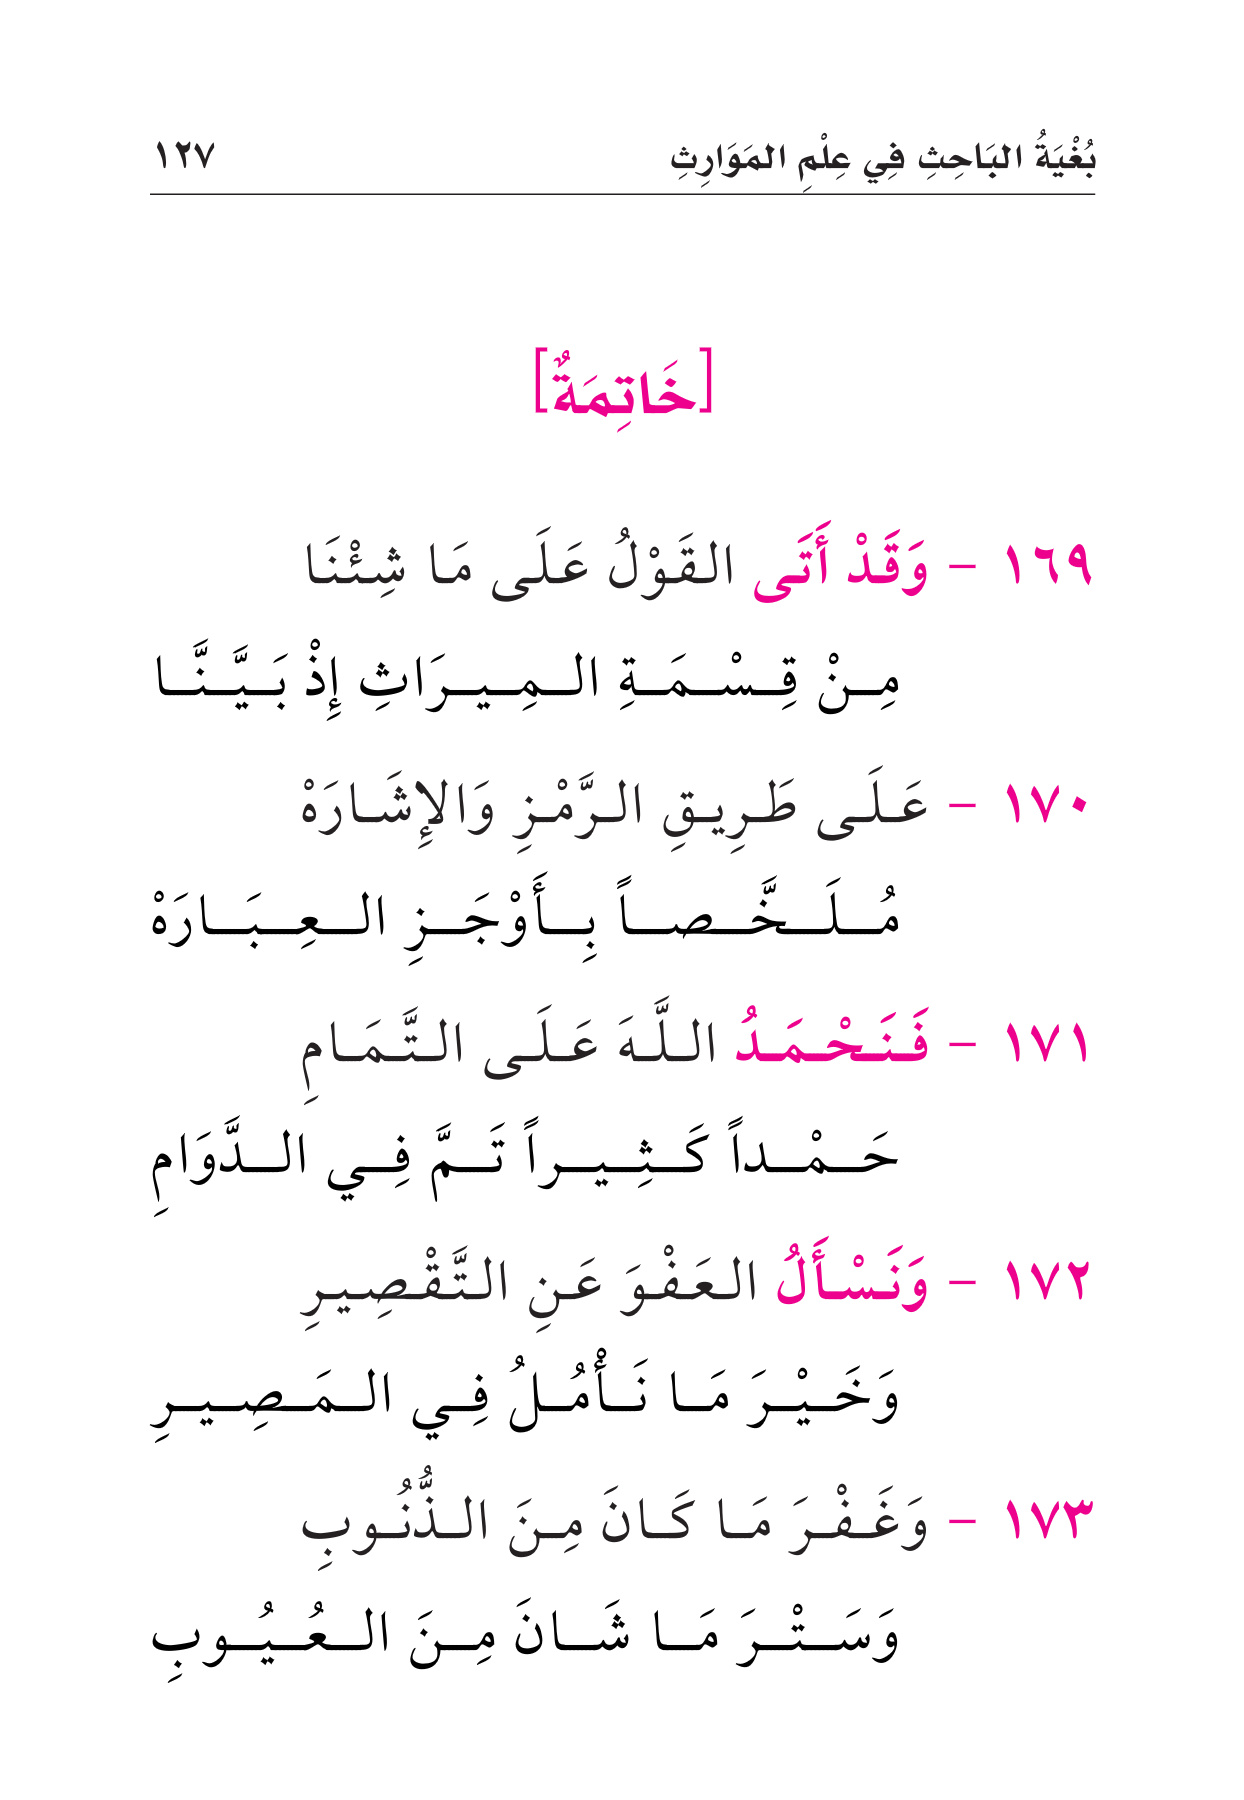 بُغْيَةُ البَاحِثِ فِي عِلْمِ المَوَارِثِ ١٢٧
[خَاتِمَةٌ]
١٦٩ - وَقَدْ أَتَى القَوْلُ عَلَى مَا شِئْنَا
مِنْ قِسْمَةِ المِيرَاثِ إِذْ بَيَّنَّا
١٧٠ - عَلَى طَرِيقِ الرَّمْزِ وَالإِشَارَهْ
مُلَخَّصاً بِأَوْجَزِ العِبَارَهْ
١٧١ - فَنَحْمَدُ اللَّهَ عَلَى التَّمَامِ
حَمْداً كَثِيراً تَمَّ فِي الدَّوَامِ
١٧٢ - وَنَسْأَلُ العَفْوَ عَنِ التَّقْصِيرِ
وَخَيْرَ مَا نَأْمُلُ فِي المَصِيرِ
١٧٣ - وَغَفْرَ مَا كَانَ مِنَ الذُّنُوبِ
وَسَتْرَ مَا شَانَ مِنَ العُيُوبِ